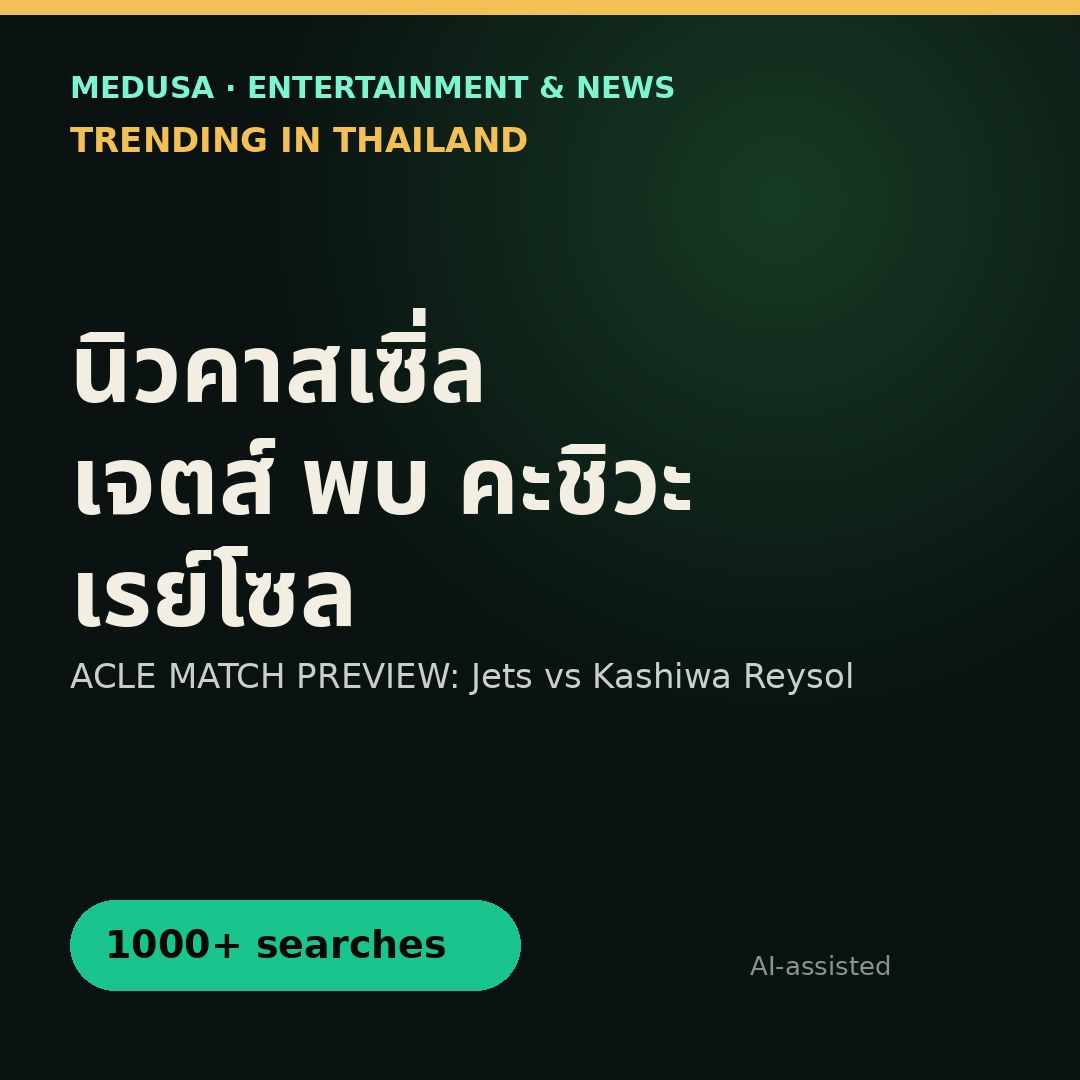 MEDUSA · ENTERTAINMENT & NEWS
TRENDING IN THAILAND
นิวคาสเซิ่ล
เจตส์ พบ คะชิวะ
เรย์โซล
ACLE MATCH PREVIEW: Jets vs Kashiwa Reysol
1000+ searches
AI-assisted